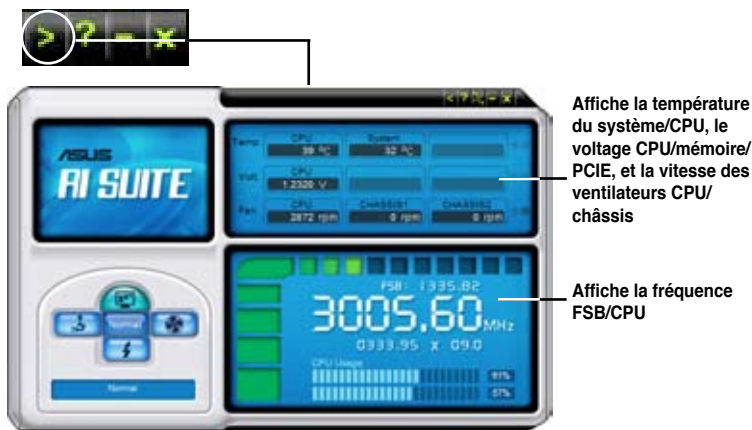 > ? - x
< ? - x
ASUS
AI SUITE
Temp
CPU
System
39 °C
32 °C
Volt
CPU
1.2320 V
Fan
CPU
CHASSIS1
CHASSIS2
2872 rpm
0 rpm
0 rpm
FSB: 1335.82
3005.60 MHz
0333.95 x 09.0
CPU Usage
61%
57%
Normal
Normal
Affiche la température
du système/CPU, le
voltage CPU/mémoire/
PCIE, et la vitesse des
ventilateurs CPU/
châssis
Affiche la fréquence
FSB/CPU